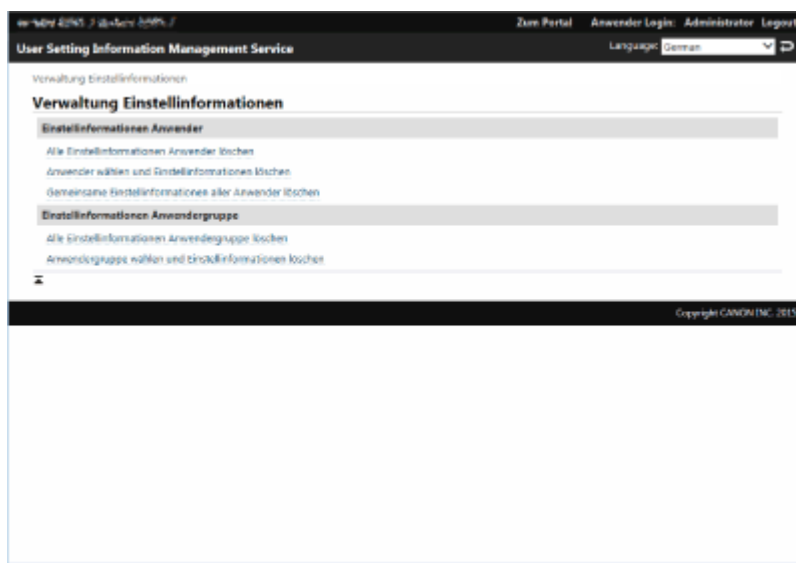 Zum Portal Anwender Login: Administrator Logout
User Setting Information Management Service Language: German
Verwaltung Einstellinformationen
Verwaltung Einstellinformationen
Einstellinformationen Anwender
Alle Einstellinformationen Anwender löschen
Anwender wählen und Einstellinformationen löschen
Gemeinsame Einstellinformationen aller Anwender löschen
Einstellinformationen Anwendergruppe
Alle Einstellinformationen Anwendergruppe löschen
Anwendergruppe wählen und Einstellinformationen löschen
Copyright CANON INC. 2015